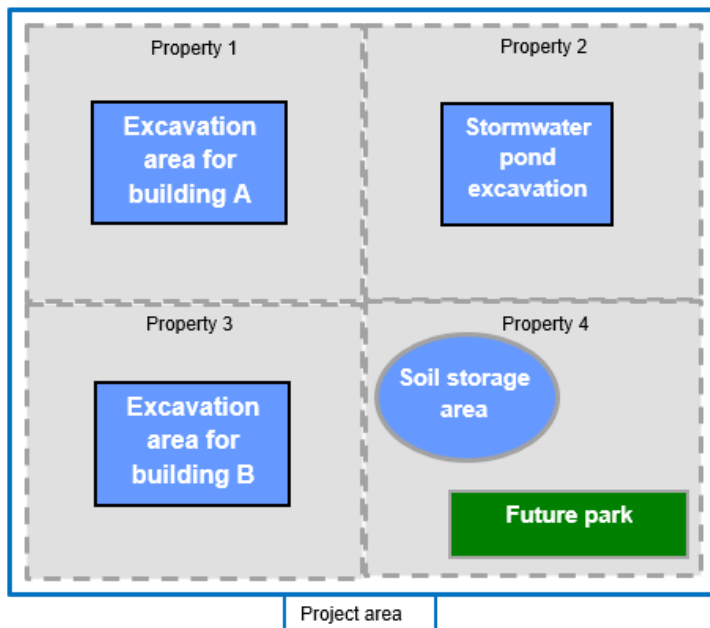 Property 1
Property 2
Excavation
area for
building A
Stormwater
pond
excavation
Property 3
Property 4
Excavation
area for
building B
Soil storage
area
Future park
Project area